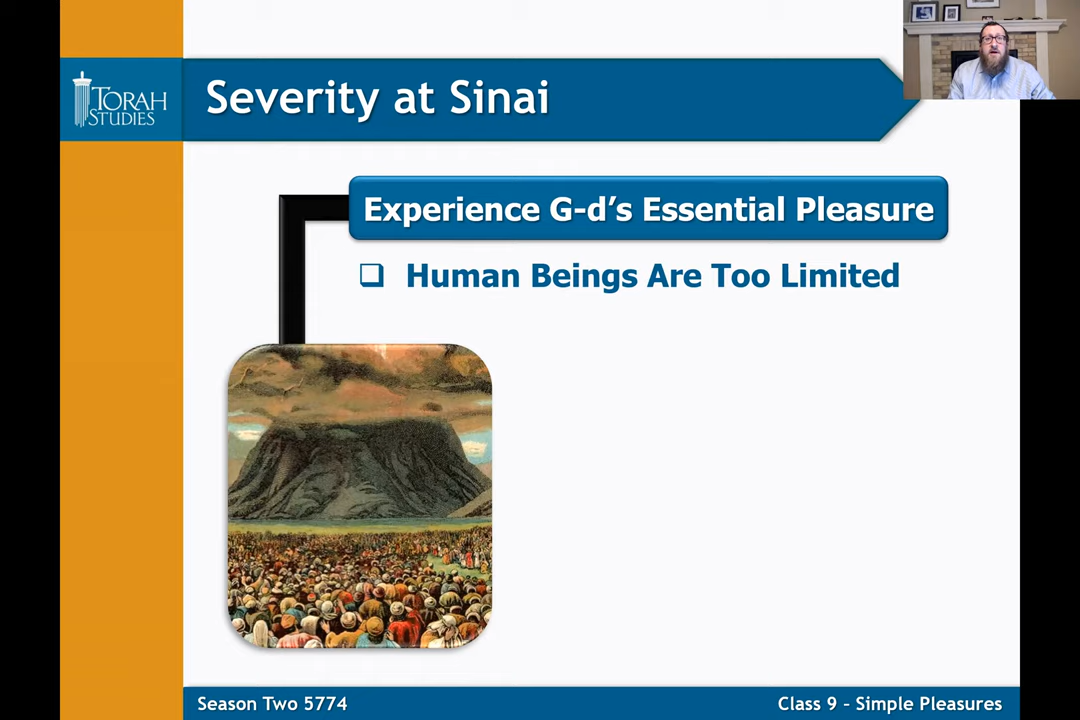 TORAH
STUDIES
Severity at Sinai
Experience G-d's Essential Pleasure
❑ Human Beings Are Too Limited
Season Two 5774
Class 9 – Simple Pleasures